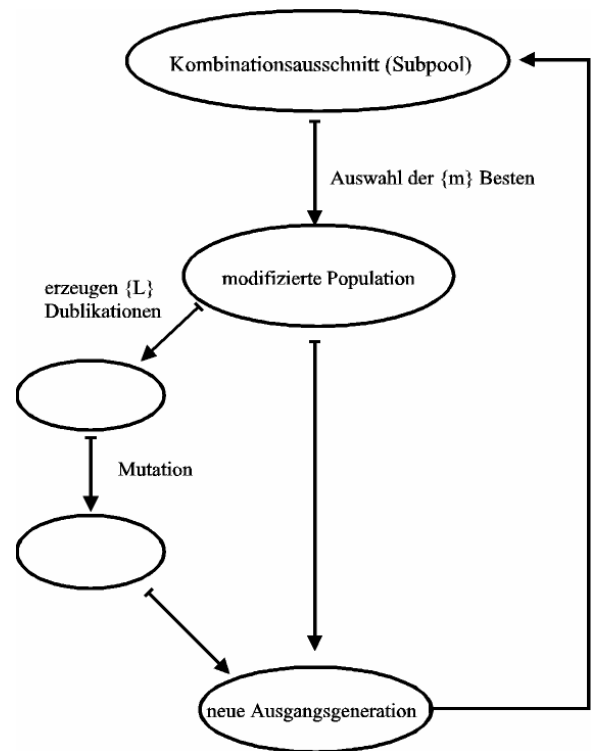 Kombinationsausschnitt (Subpool)
Auswahl der {m} Besten
modifizierte Population
erzeugen {L}
Dublikationen
Mutation
neue Ausgangsgeneration